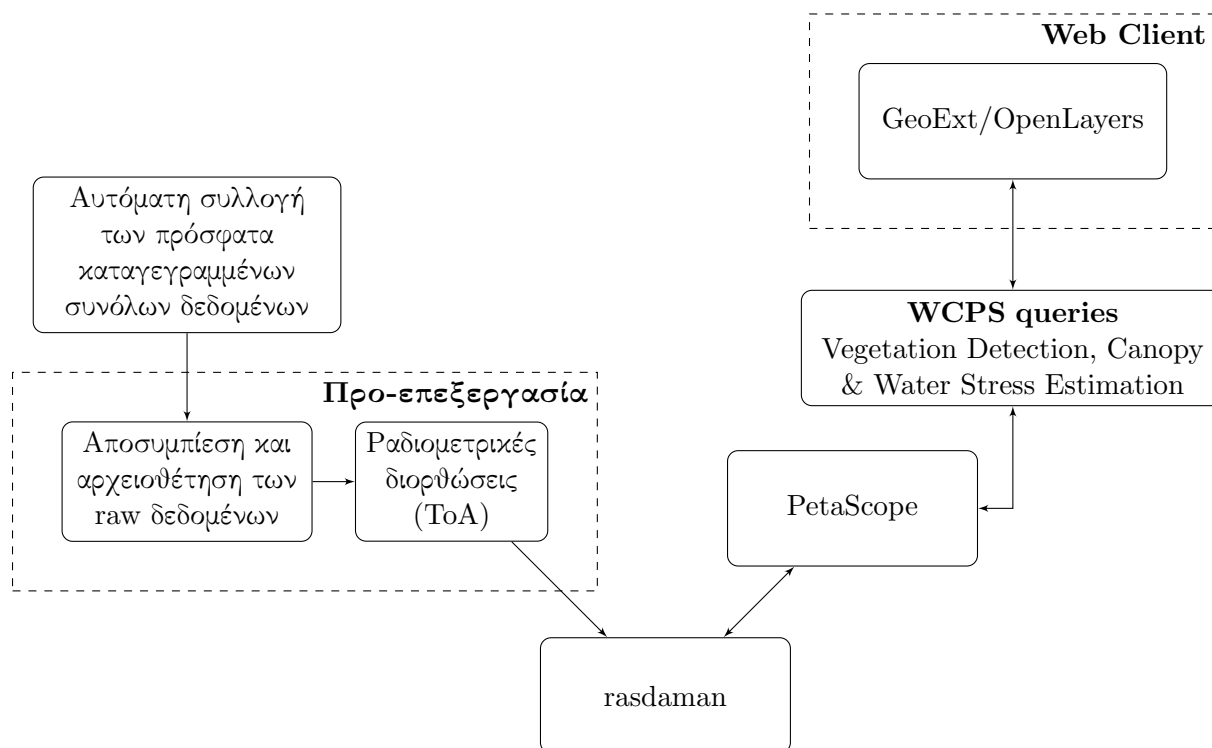 Web Client
GeoExt/OpenLayers
Αυτόματη συλλογή
των πρόσφατα
καταγεγραμμένων
συνόλων δεδομένων
WCPS queries
Vegetation Detection, Canopy
& Water Stress Estimation
Προ-επεξεργασία
Αποσυμπίεση και
αρχειοθέτηση των
raw δεδομένων
Ραδιομετρικές
διορθώσεις
(ToA)
PetaScope
rasdaman